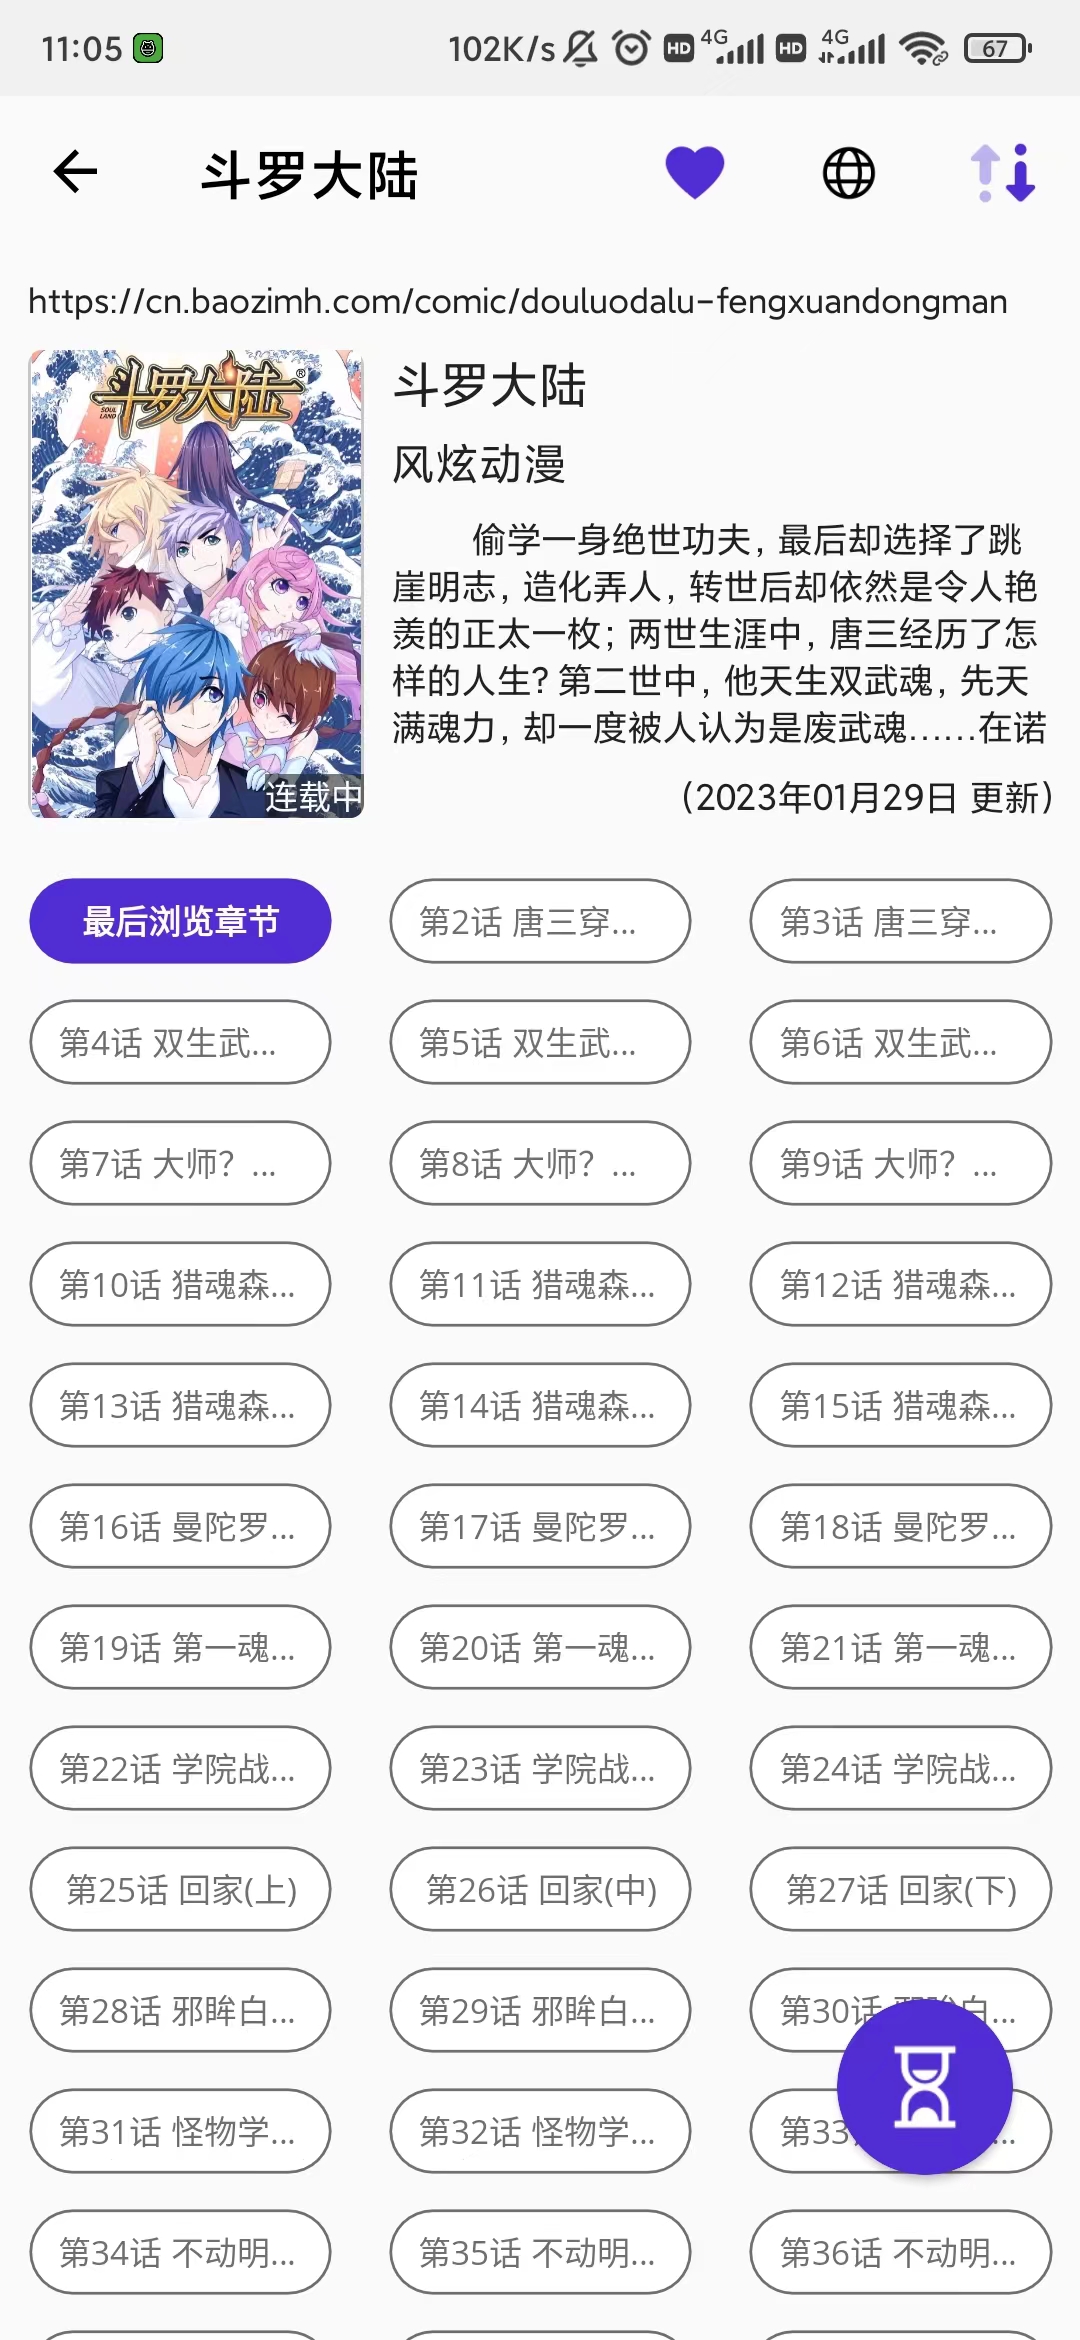 11:05
102K/s
HD
4G
HD
4G
67
斗罗大陆
https://cn.baozimh.com/comic/douluodalu-fengxuandongman
斗罗大陆®
SOUL
LAND
连载中
斗罗大陆
风炫动漫
偷学一身绝世功夫，最后却选择了跳
崖明志，造化弄人，转世后却依然是令人艳
羡的正太一枚；两世生涯中，唐三经历了怎
样的人生？第二世中，他天生双武魂，先天
满魂力，却一度被人认为是废武魂……在诺
（2023年01月29日 更新）
最后浏览章节
第2话 唐三穿...
第3话 唐三穿...
第4话 双生武...
第5话 双生武...
第6话 双生武...
第7话 大师？...
第8话 大师？...
第9话 大师？...
第10话 猎魂森...
第11话 猎魂森...
第12话 猎魂森...
第13话 猎魂森...
第14话 猎魂森...
第15话 猎魂森...
第16话 曼陀罗...
第17话 曼陀罗...
第18话 曼陀罗...
第19话 第一魂...
第20话 第一魂...
第21话 第一魂...
第22话 学院战...
第23话 学院战...
第24话 学院战...
第25话 回家(上)
第26话 回家(中)
第27话 回家(下)
第28话 邪眸白...
第29话 邪眸白...
第30话 邪眸白...
第31话 怪物学...
第32话 怪物学...
第33
第34话 不动明...
第35话 不动明...
第36话 不动明...